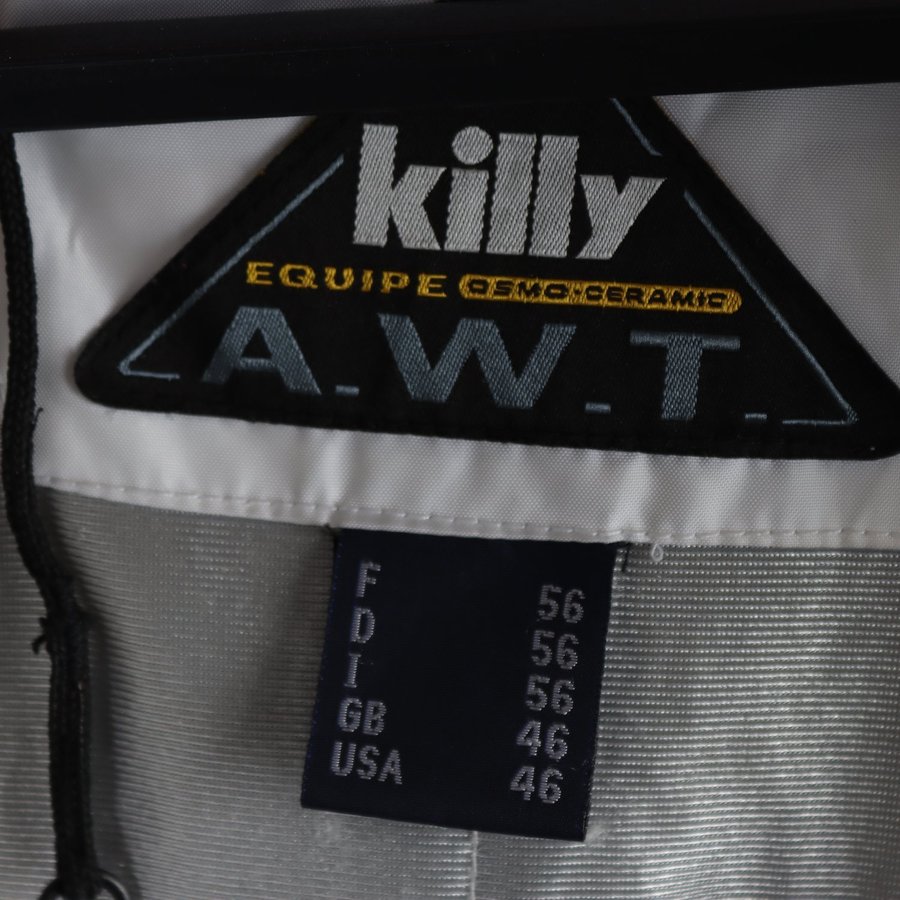 killy
EQUIPE OSMO-CERAMIC
A.W.T.
F 56
D 56
I 56
GB 46
USA 46